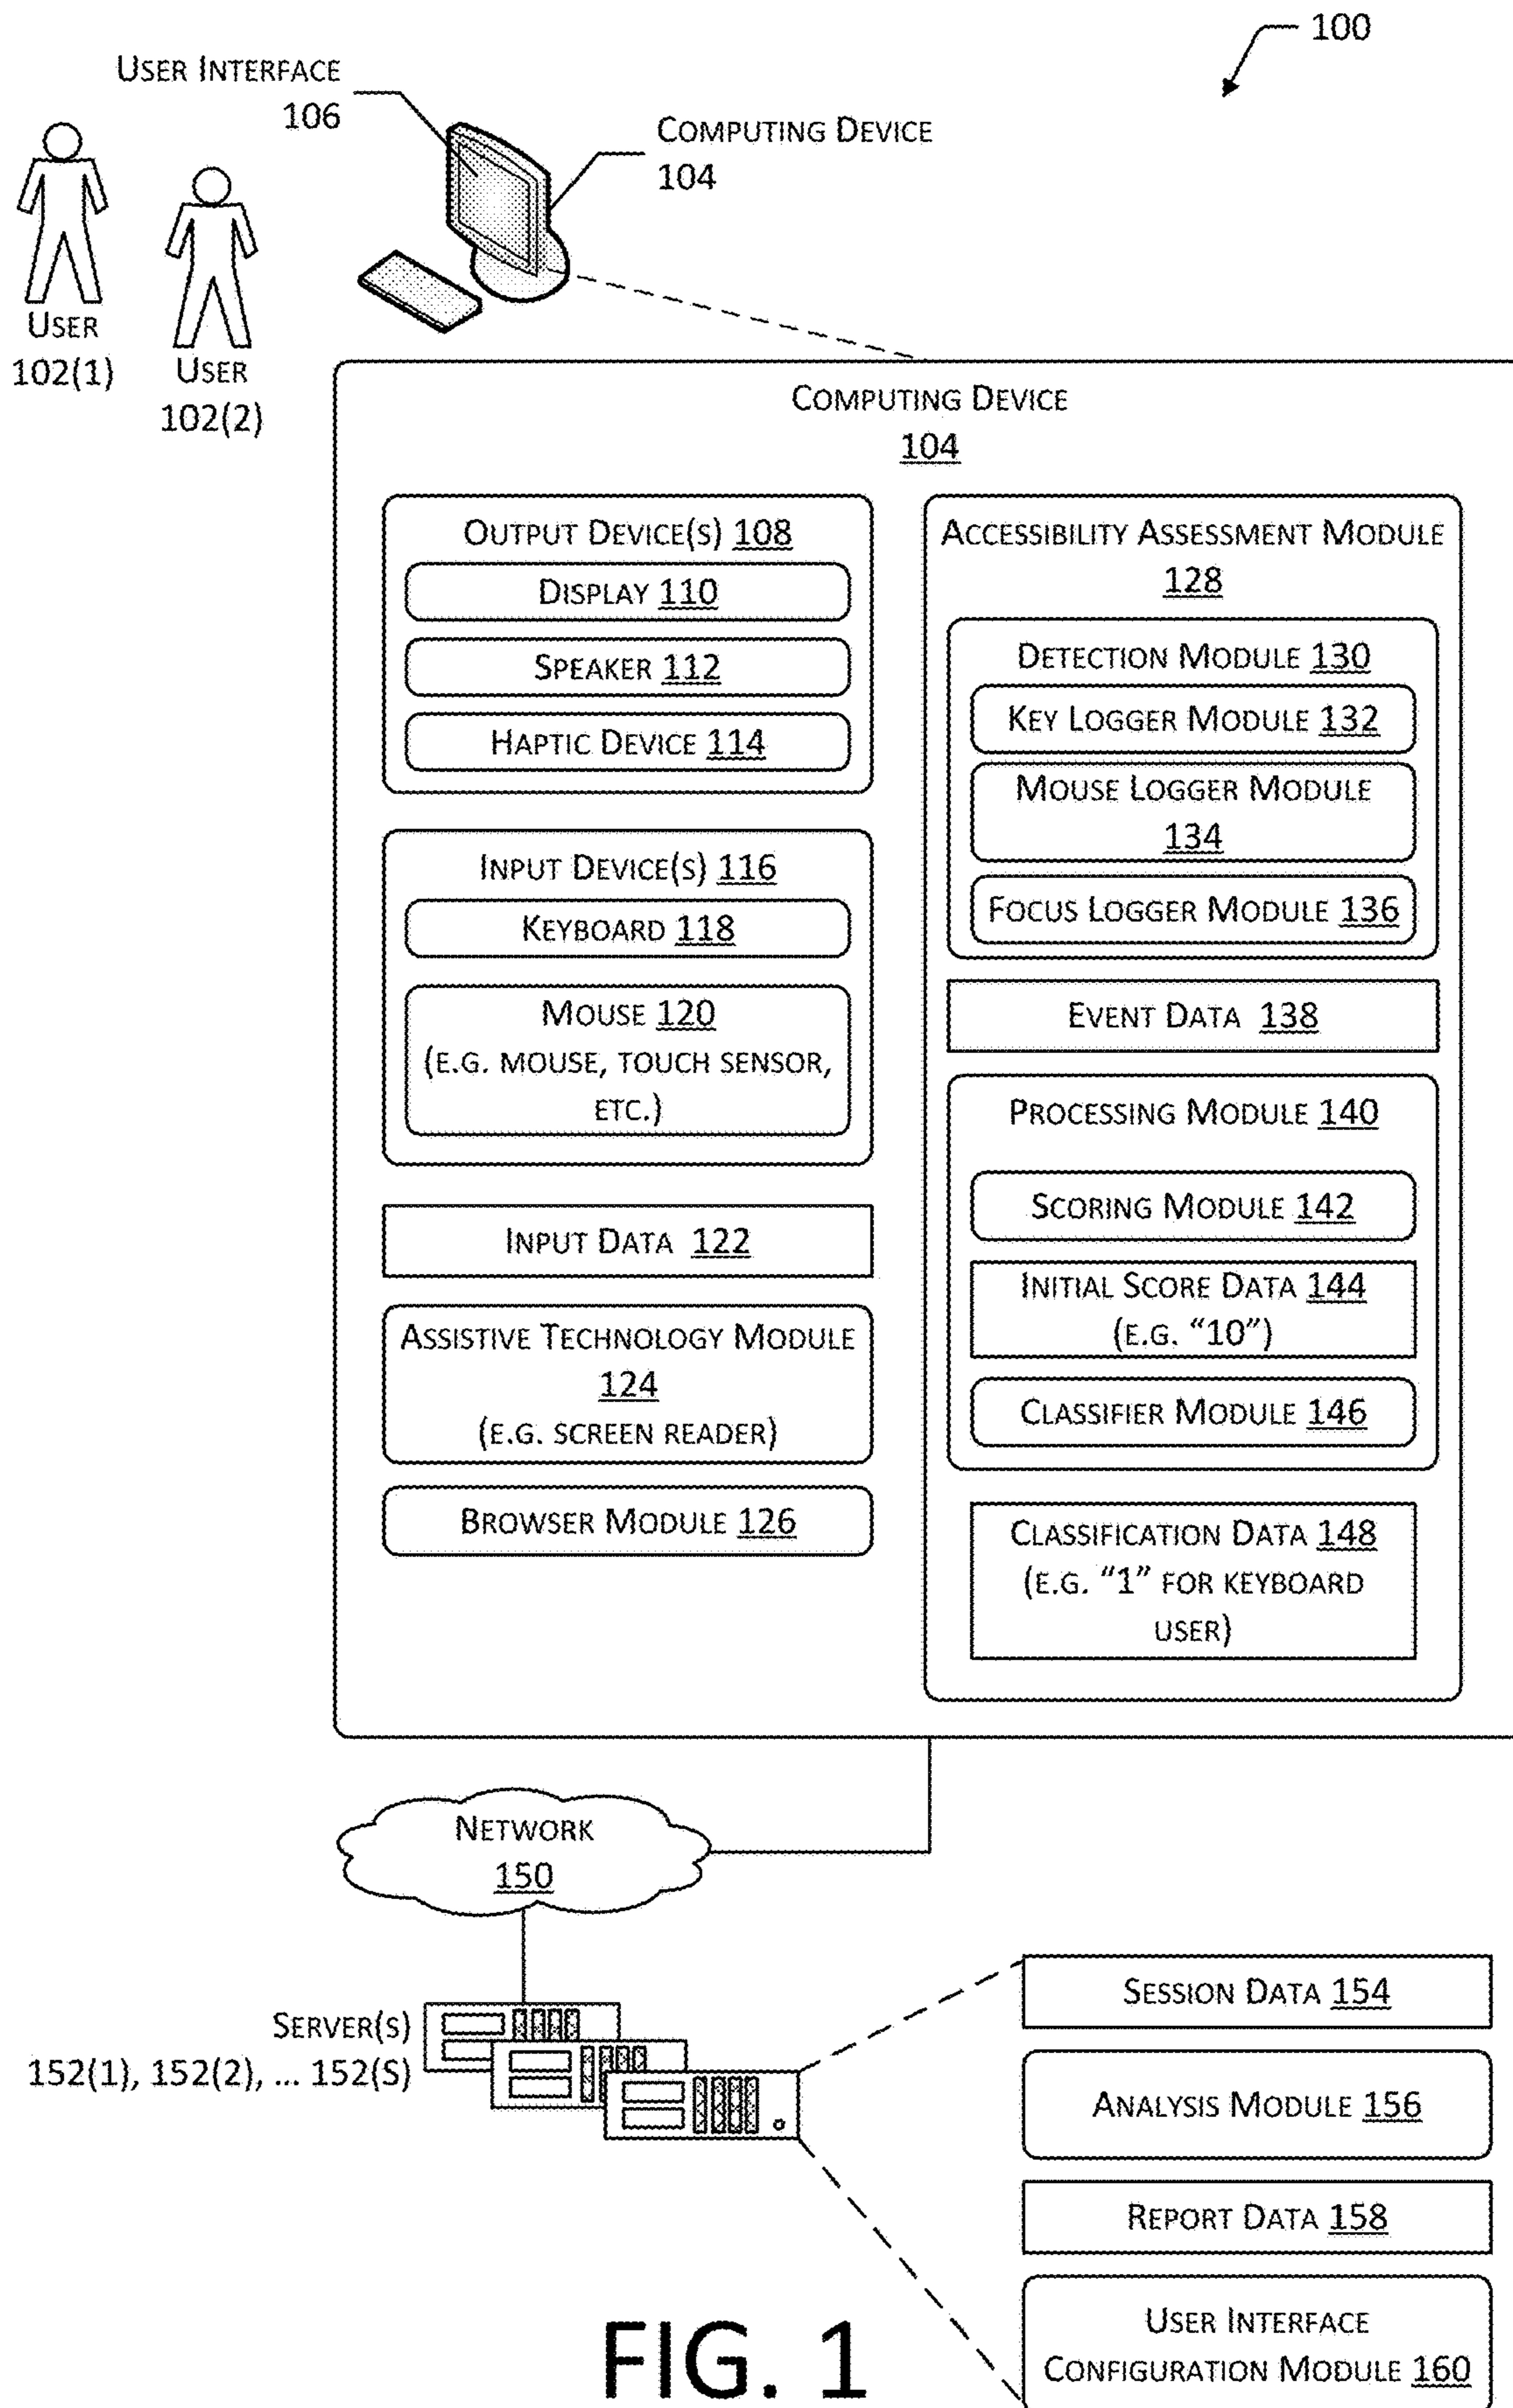 100
USER INTERFACE
106
COMPUTING DEVICE
104
USER
102(1)
USER
102(2)
COMPUTING DEVICE
104
OUTPUT DEVICE(S) 108
DISPLAY 110
SPEAKER 112
HAPTIC DEVICE 114
INPUT DEVICE(S) 116
KEYBOARD 118
MOUSE 120
(E.G. MOUSE, TOUCH SENSOR,
ETC.)
INPUT DATA 122
ASSISTIVE TECHNOLOGY MODULE
124
(E.G. SCREEN READER)
BROWSER MODULE 126
ACCESSIBILITY ASSESSMENT MODULE
128
DETECTION MODULE 130
KEY LOGGER MODULE 132
MOUSE LOGGER MODULE
134
FOCUS LOGGER MODULE 136
EVENT DATA 138
PROCESSING MODULE 140
SCORING MODULE 142
INITIAL SCORE DATA 144
(E.G. “10”)
CLASSIFIER MODULE 146
CLASSIFICATION DATA 148
(E.G. “1” FOR KEYBOARD
USER)
NETWORK
150
SERVER(S)
152(1), 152(2), ... 152(S)
SESSION DATA 154
ANALYSIS MODULE 156
REPORT DATA 158
USER INTERFACE
CONFIGURATION MODULE 160
FIG. 1